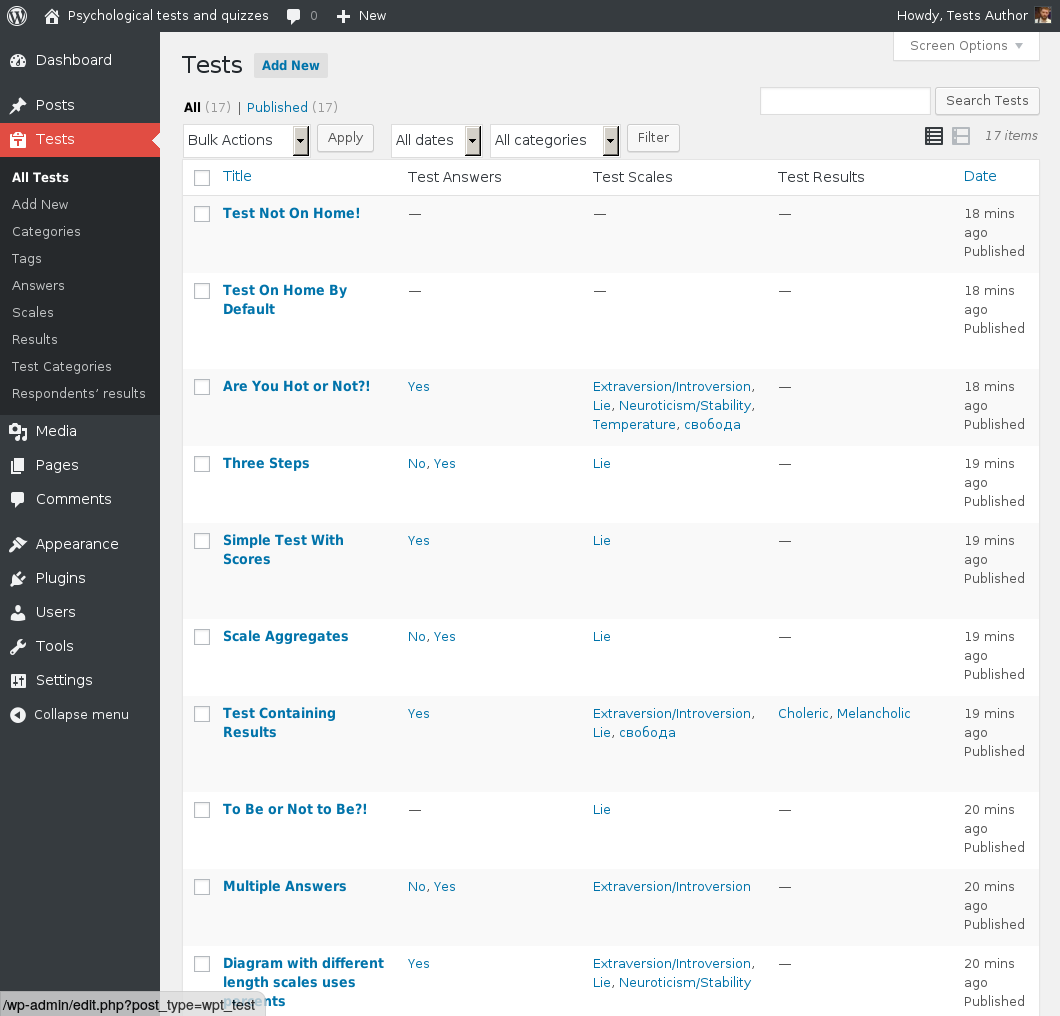 Psychological tests and quizzes 0 New Howdy, Tests Author
Dashboard
Posts
Tests
All Tests
Add New
Categories
Tags
Answers
Scales
Results
Test Categories
Respondents’ results
Media
Pages
Comments
Appearance
Plugins
Users
Tools
Settings
Collapse menu
Screen Options
Tests Add New
All (17) | Published (17)
Search Tests
Bulk Actions Apply All dates All categories Filter 17 items
Title Test Answers Test Scales Test Results Date
Test Not On Home! — — — 18 mins
ago
Published
Test On Home By — — — 18 mins
Default ago
Published
Are You Hot or Not?! Yes Extraversion/Introversion, — 18 mins
Lie, Neuroticism/Stability, ago
Temperature, свобода Published
Three Steps No, Yes Lie — 19 mins
ago
Published
Simple Test With Yes Lie — 19 mins
Scores ago
Published
Scale Aggregates No, Yes Lie — 19 mins
ago
Published
Test Containing Yes Extraversion/Introversion, Choleric, Melancholic 19 mins
Results Lie, свобода ago
Published
To Be or Not to Be?! — Lie — 20 mins
ago
Published
Multiple Answers No, Yes Extraversion/Introversion — 20 mins
ago
Published
Diagram with different Yes Extraversion/Introversion, — 20 mins
length scales uses Lie, Neuroticism/Stability ago
percents Published
/wp-admin/edit.php?post_type=wpt_test